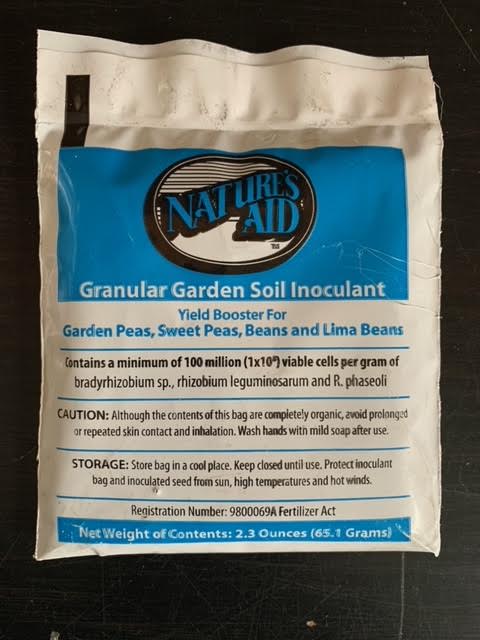 NATURE'S
AID
TM
Granular Garden Soil Inoculant
Yield Booster For
Garden Peas, Sweet Peas, Beans and Lima Beans
Contains a minimum of 100 million (1x10⁸) viable cells per gram of
bradyrhizobium sp., rhizobium leguminosarum and R. phaseoli
CAUTION: Although the contents of this bag are completely organic, avoid prolonged
or repeated skin contact and inhalation. Wash hands with mild soap after use.
STORAGE: Store bag in a cool place. Keep closed until use. Protect inoculant
bag and inoculated seed from sun, high temperatures and hot winds.
Registration Number: 9800069A Fertilizer Act
Net Weight of Contents: 2.3 Ounces (65.1 Grams)